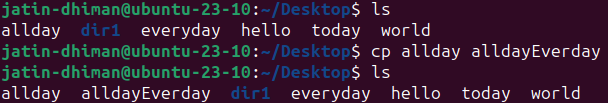 jatin-dhiman@ubuntu-23-10:~/Desktop$ ls
allday  dir1  everyday  hello  today  world
jatin-dhiman@ubuntu-23-10:~/Desktop$ cp allday alldayEverday
jatin-dhiman@ubuntu-23-10:~/Desktop$ ls
allday  alldayEverday  dir1  everyday  hello  today  world